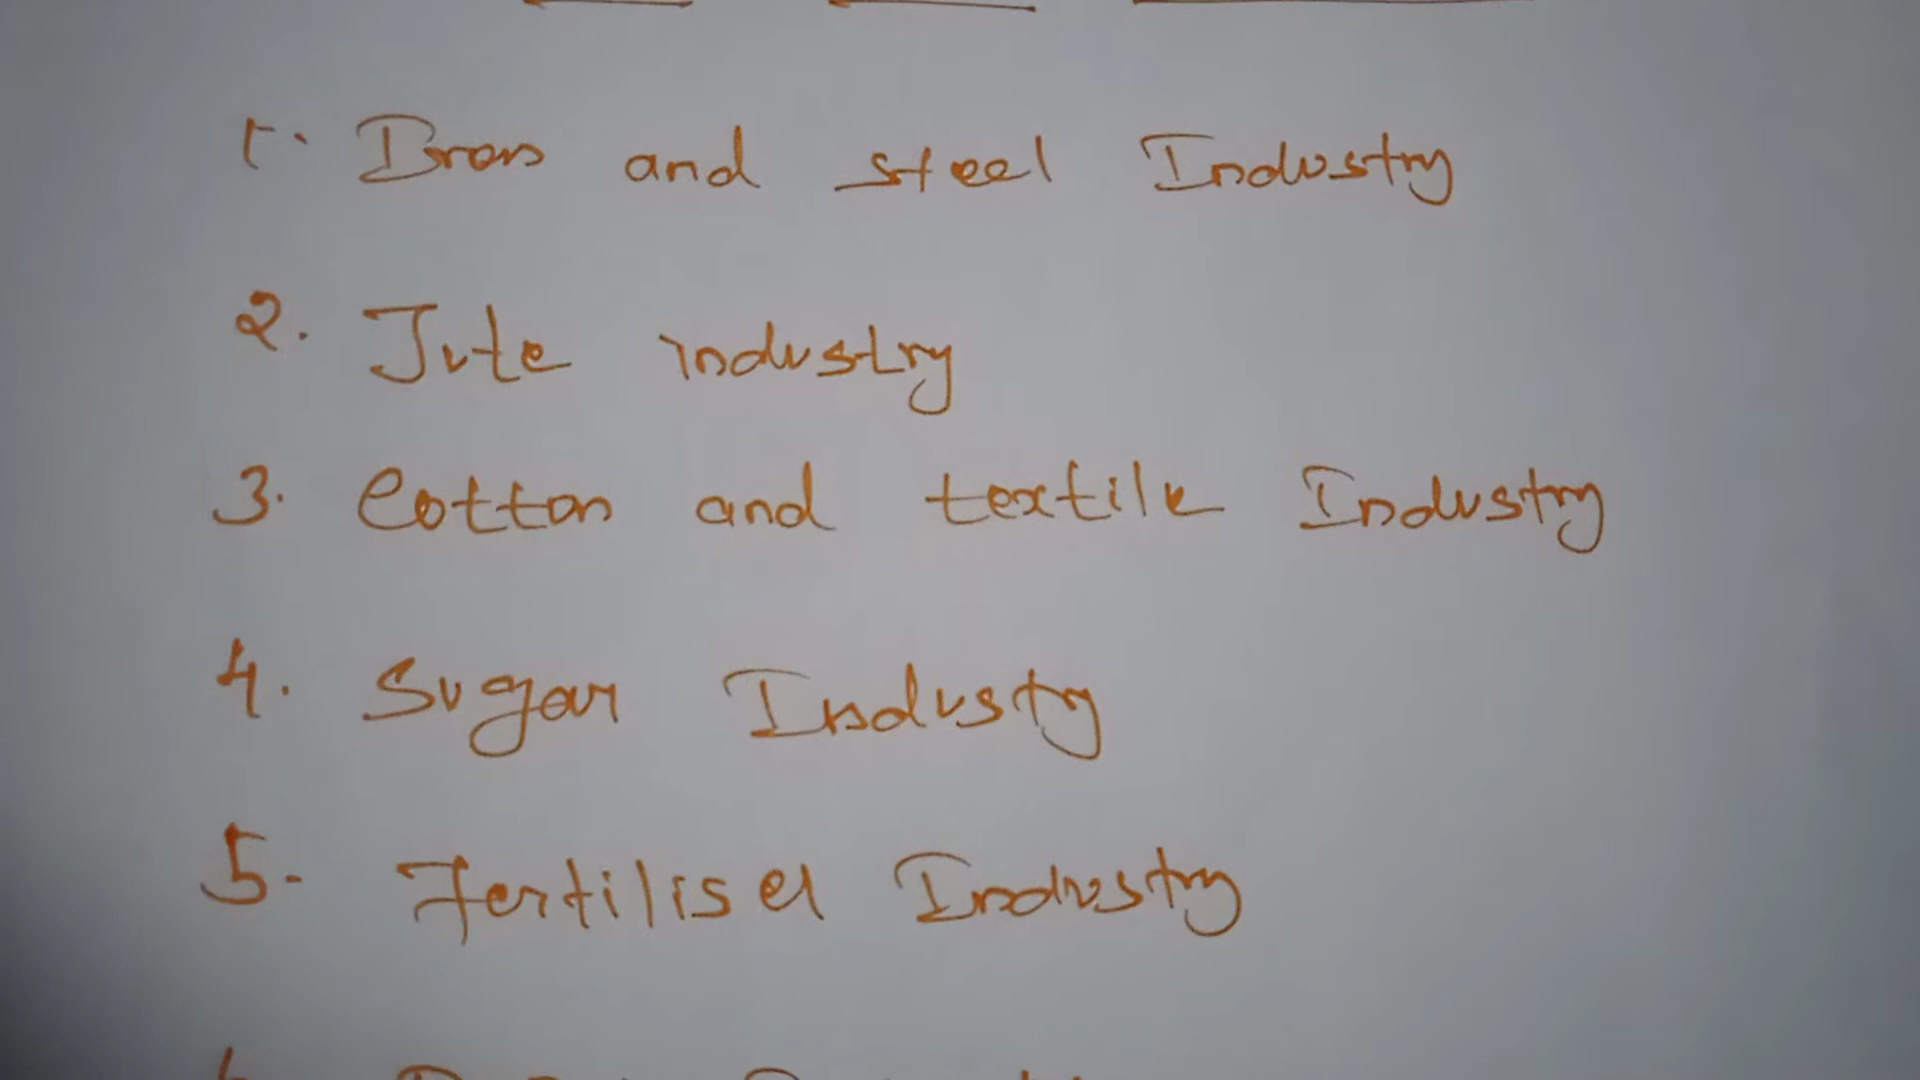 1. Iron and steel Industry
2. Jute industry
3. Cotton and textile Industry
4. Sugar Industry
5. Fertiliser Industry